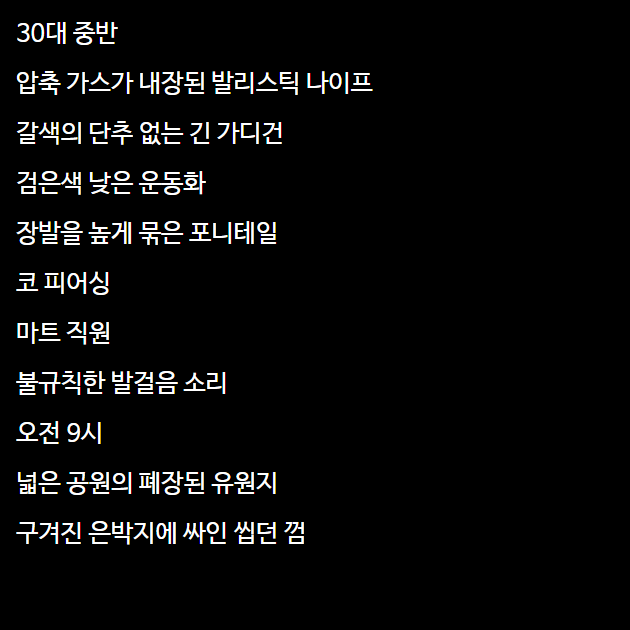 30대 중반
압축 가스가 내장된 발리스틱 나이프
갈색의 단추 없는 긴 가디건
검은색 낮은 운동화
장발을 높게 묶은 포니테일
코 피어싱
마트 직원
불규칙한 발걸음 소리
오전 9시
넓은 공원의 폐장된 유원지
구겨진 은박지에 싸인 씹던 껌